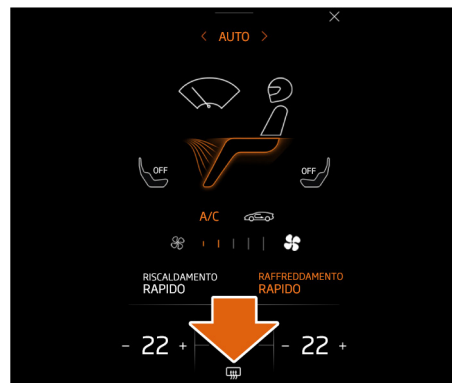 < AUTO >
OFF
OFF
A/C
RISCALDAMENTO
RAPIDO
RAFFREDDAMENTO
RAPIDO
- 22 +
- 22 +